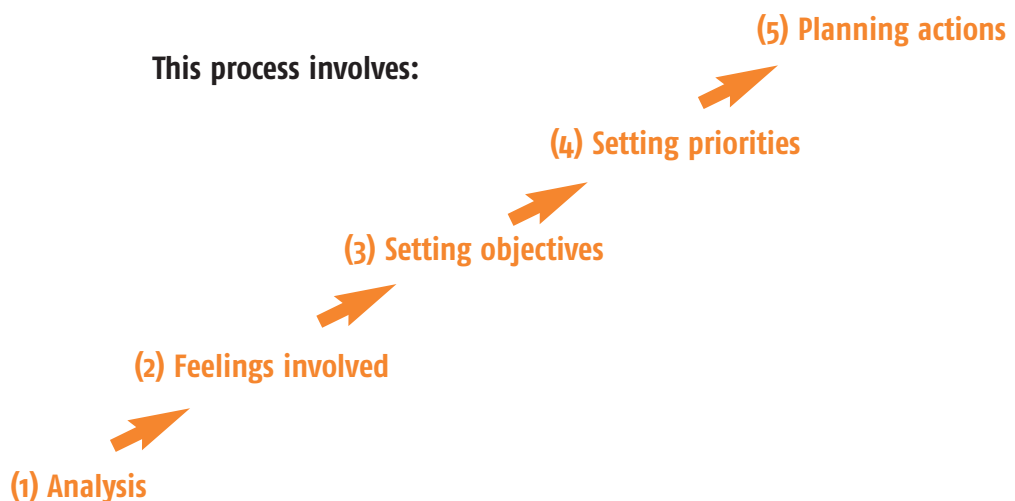 (5) Planning actions
This process involves:
(4) Setting priorities
(3) Setting objectives
(2) Feelings involved
(1) Analysis